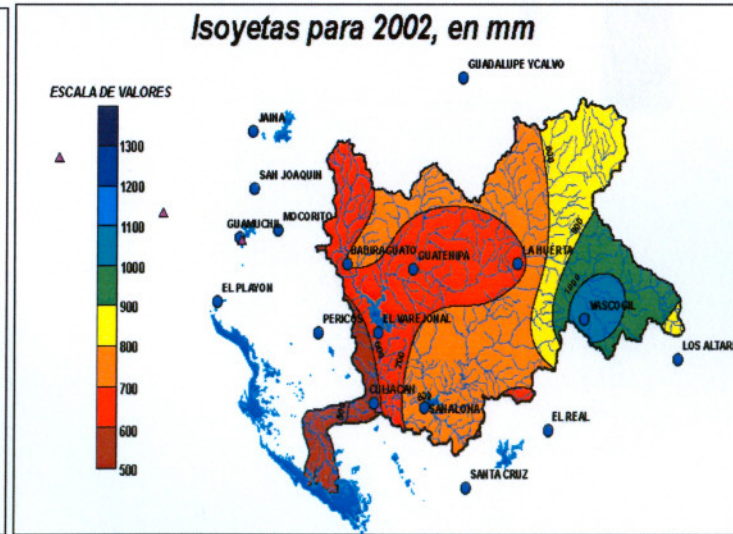 Isoyetas para 2002, en mm
GUADALUPE YCALVO
ESCALA DE VALORES
JAINA
1300
1200
SAN JOAQUIN
1100
MOCORITO
GUAMUCHIL
1000
BADIRAGUATO
GUATENIPA
LA HUERTA
900
EL PLAYON
VASCOGIL
800
PERICOS
EL VAREJONAL
LOS ALTARES
700
CULIACAN
SANALONA
600
EL REAL
500
SANTA CRUZ
700
1000